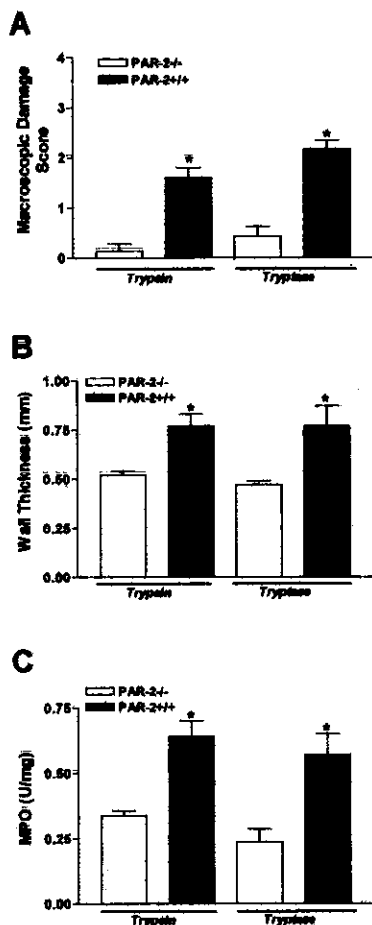 A
PAR-2-/-
PAR-2+/+
Macroscopic Damage
Score
4
3
2
1
0
*
*
Trypsin
Tryptase
B
PAR-2-/-
PAR-2+/+
Wall Thickness (mm)
1.00
0.75
0.50
0.25
0.00
*
*
Trypsin
Tryptase
C
PAR-2-/-
PAR-2+/+
MPO (U/mg)
0.75
0.50
0.25
0.00
*
*
Trypsin
Tryptase